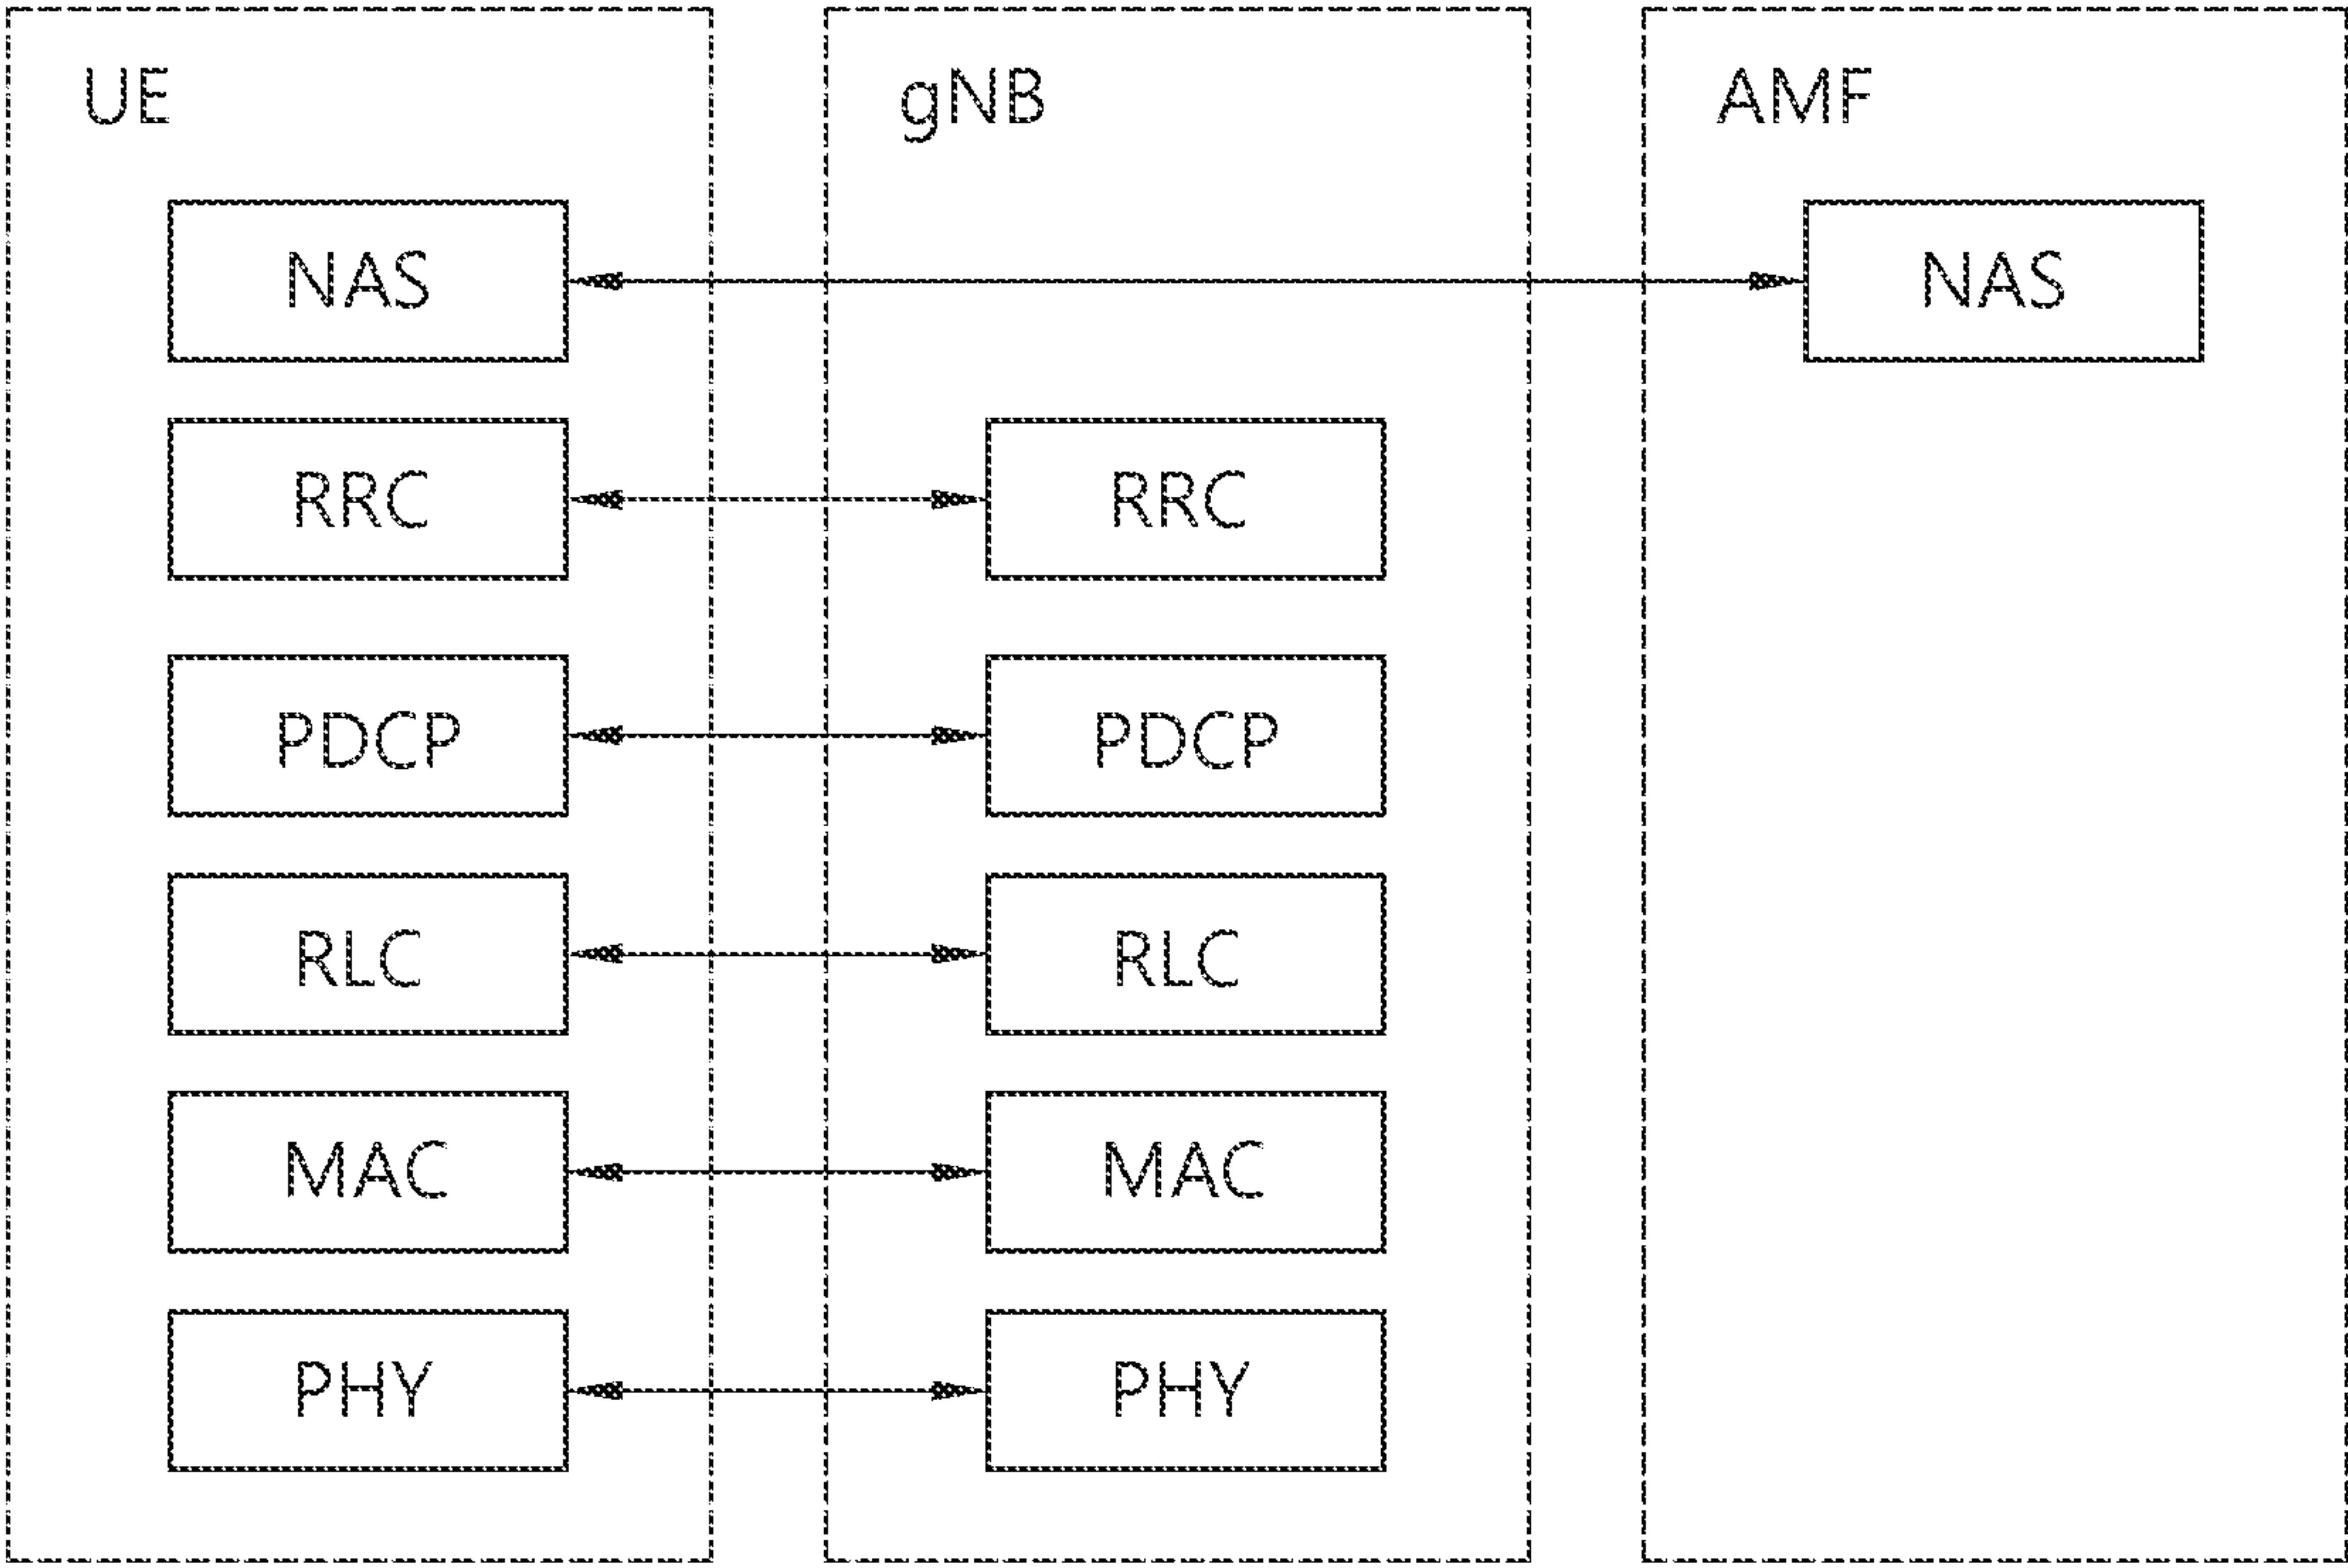 UE
gNB
AMF
NAS
NAS
RRC
RRC
PDCP
PDCP
RLC
RLC
MAC
MAC
PHY
PHY